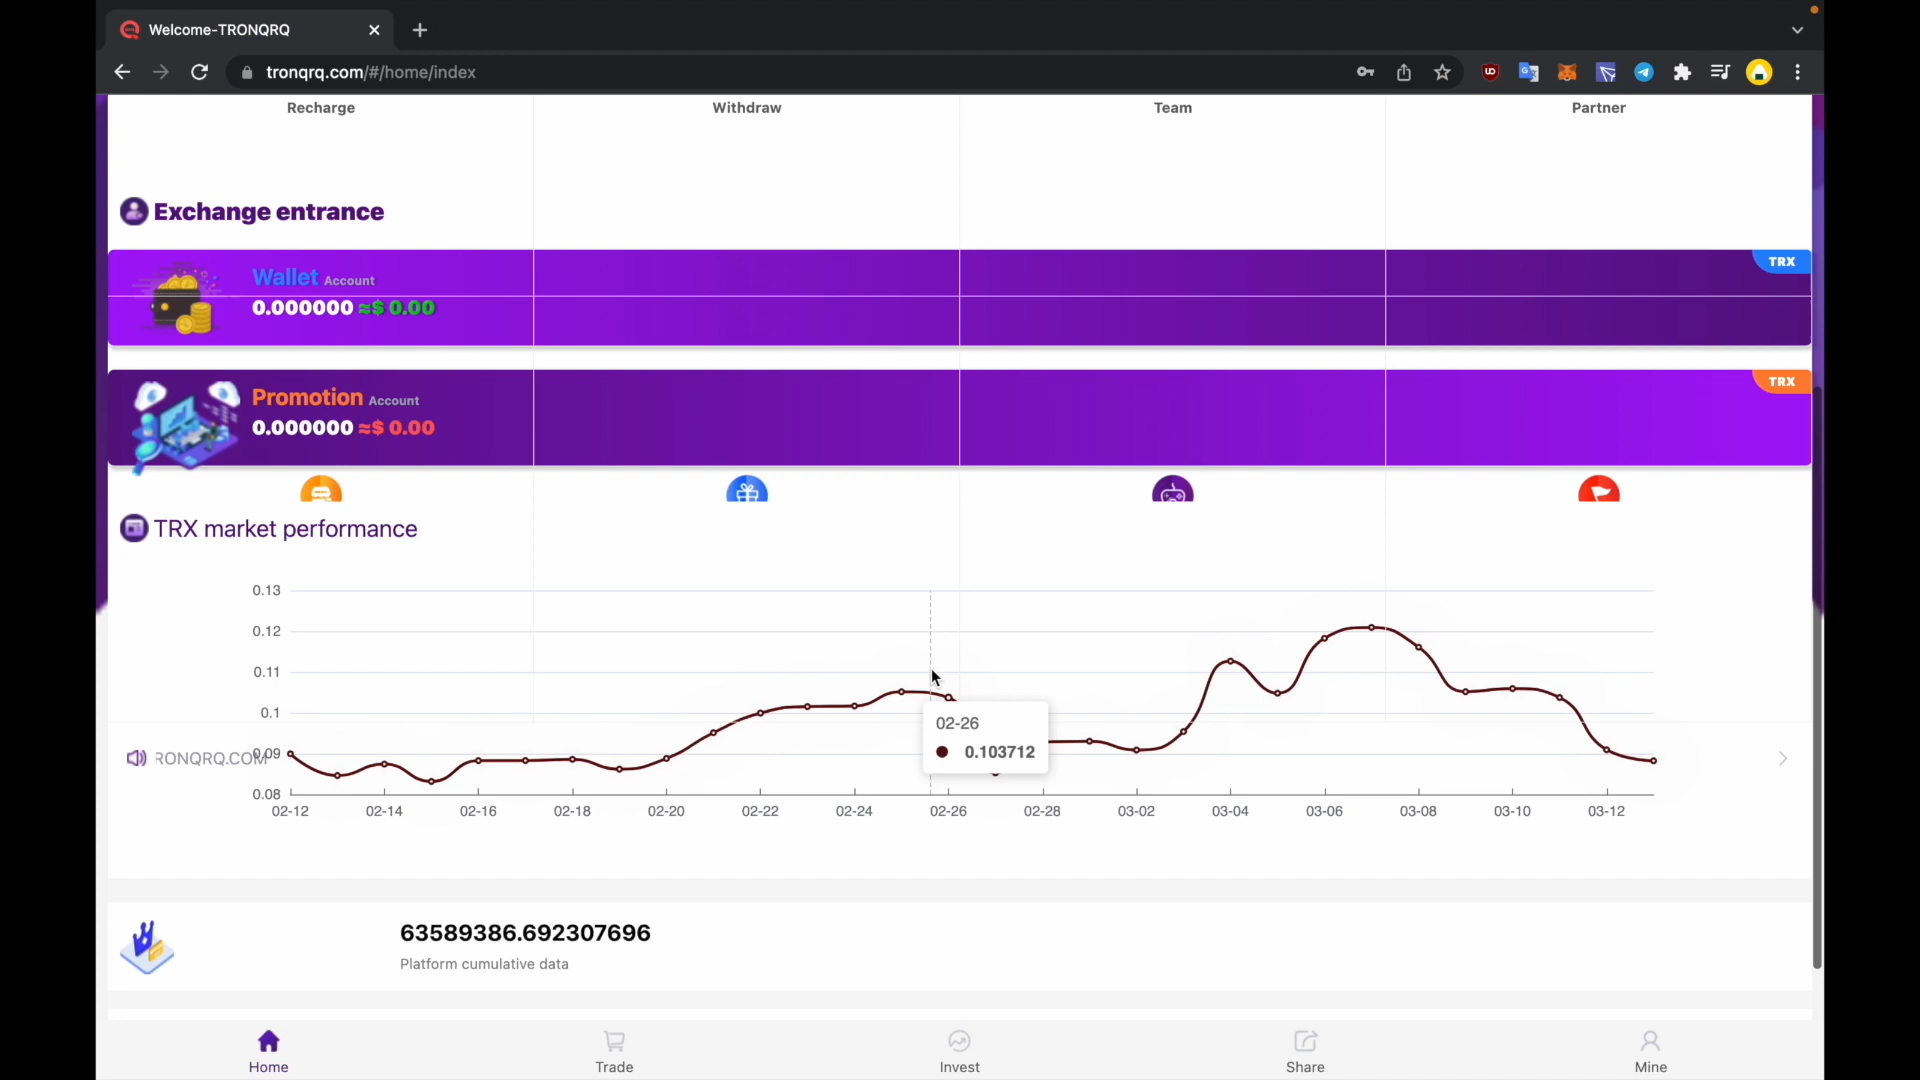 Welcome-TRONQRQ
tronqrq.com/#/home/index
Recharge
Withdraw
Team
Partner
Exchange entrance
Wallet Account
TRX
0.000000 ≈$ 0.00
Promotion Account
TRX
0.000000 ≈$ 0.00
TRX market performance
0.13
0.12
0.11
0.1
0.09
0.08
02-26
0.103712
RONQRQ.COM
02-12
02-14
02-16
02-18
02-20
02-22
02-24
02-26
02-28
03-02
03-04
03-06
03-08
03-10
03-12
63589386.692307696
Platform cumulative data
Home
Trade
Invest
Share
Mine